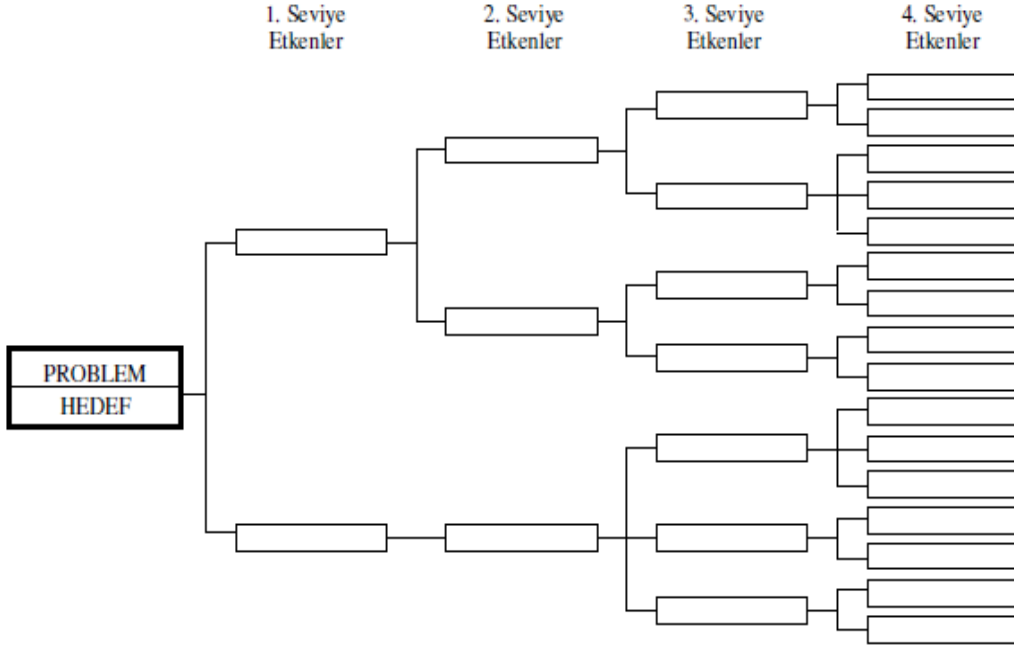 1. Seviye
Etkenler
2. Seviye
Etkenler
3. Seviye
Etkenler
4. Seviye
Etkenler
PROBLEM
HEDEF